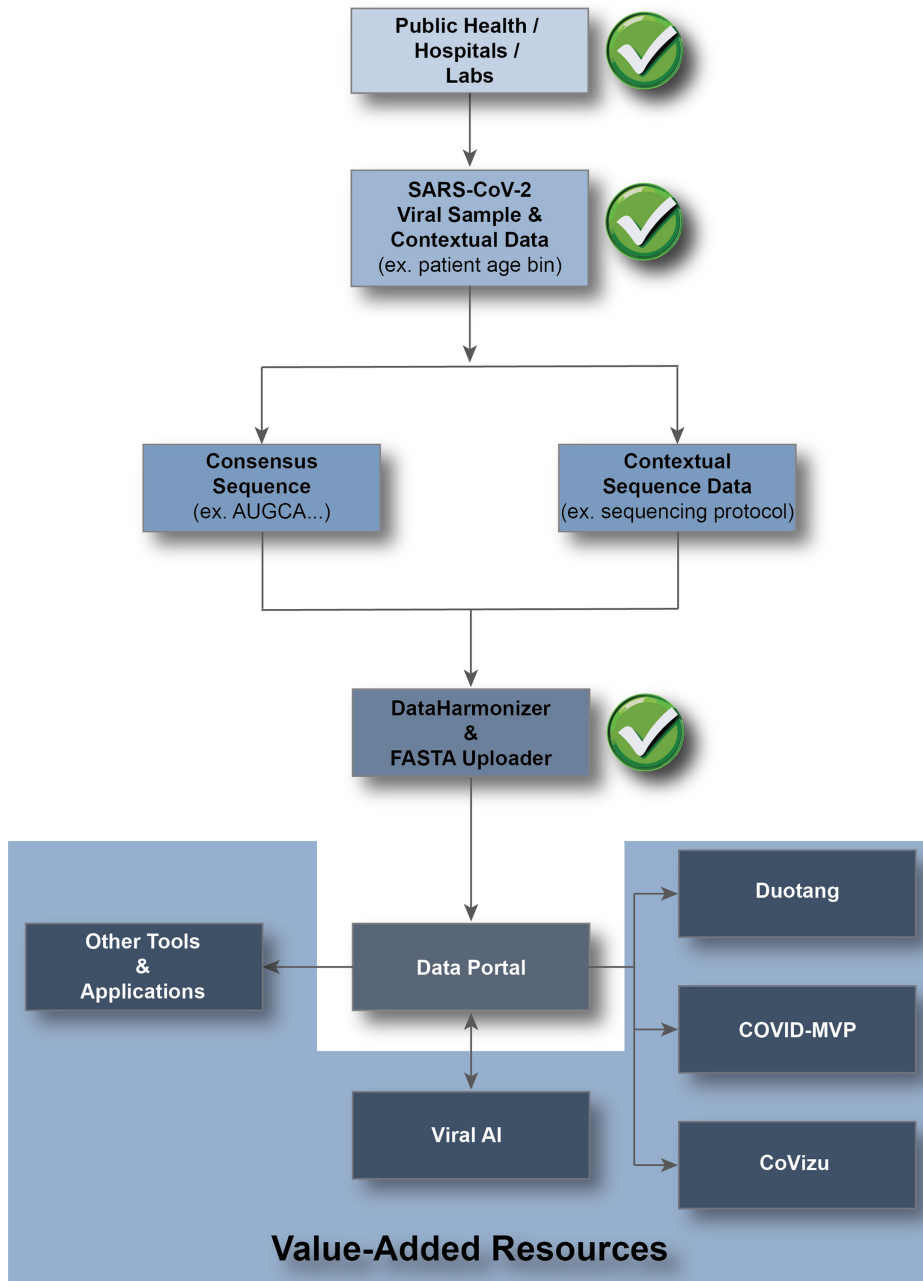 Public Health /
Hospitals /
Labs
SARS-CoV-2
Viral Sample &
Contextual Data
(ex. patient age bin)
Consensus
Sequence
(ex. AUGCA...)
Contextual
Sequence Data
(ex. sequencing protocol)
DataHarmonizer
&
FASTA Uploader
Other Tools
&
Applications
Data Portal
Duotang
COVID-MVP
CoVizu
Viral AI
Value-Added Resources